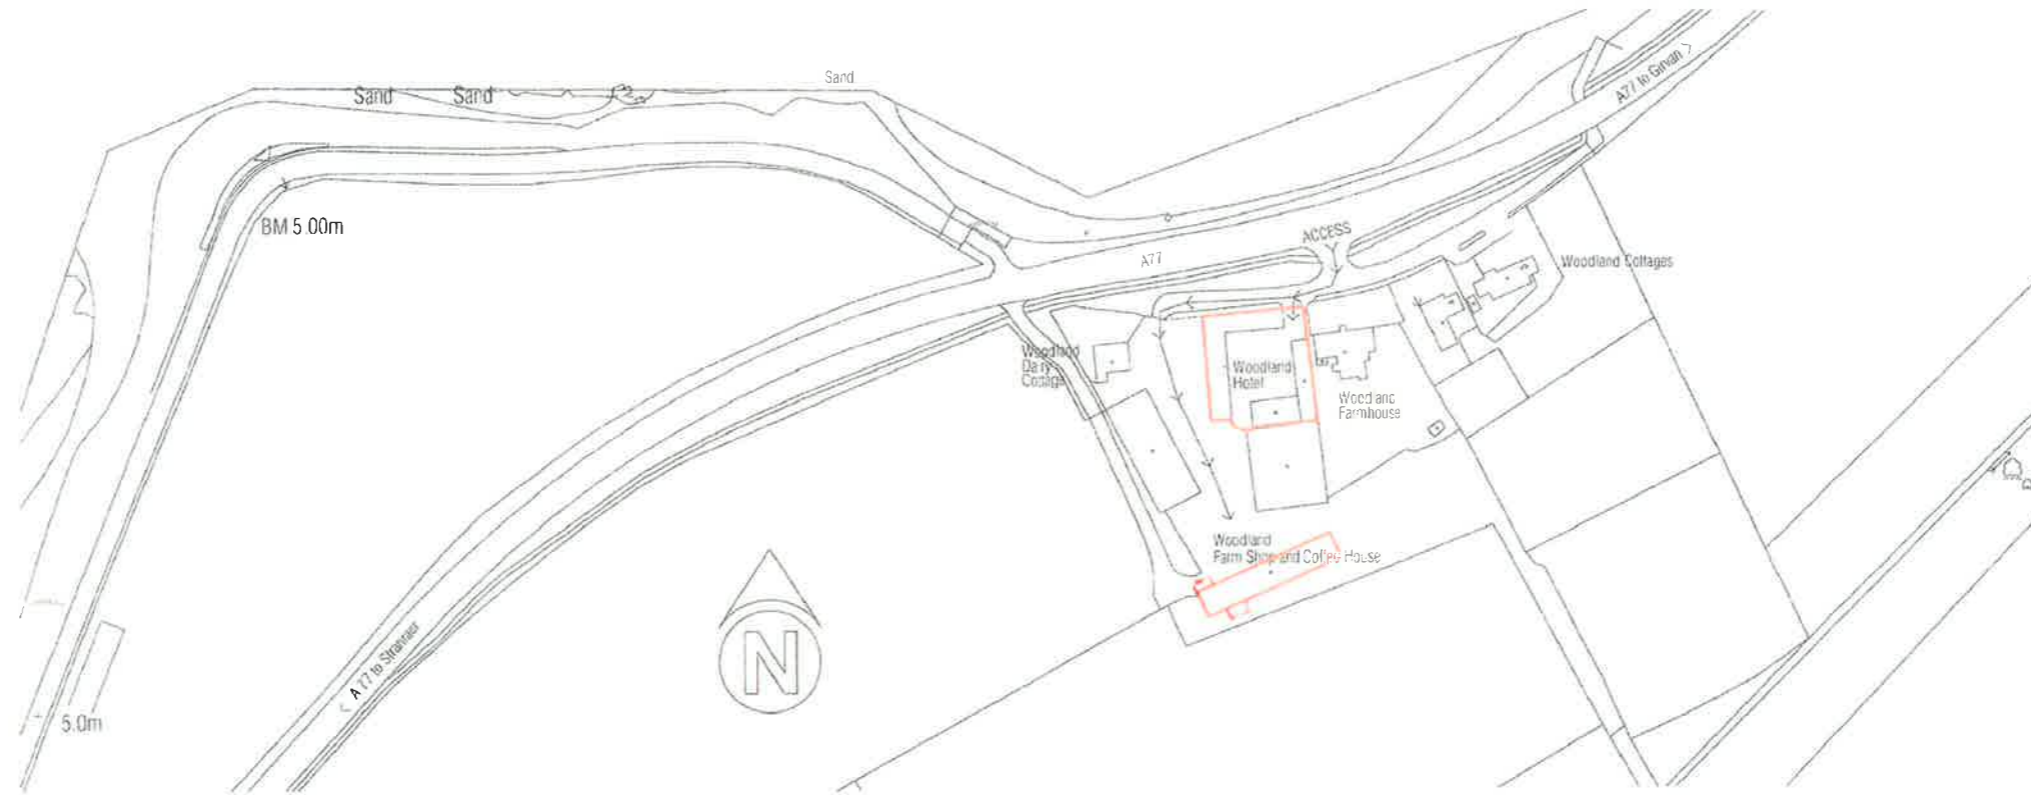 Sand
Sand
Sand
A77 to Girvan >
BM 5.00m
ACCESS
A77
Woodland Cottages
Woodland
Dairy
Cottage
Woodland
Hotel
Woodland
Farmhouse
Woodland
Farm Shop and Coffee House
< A77 to Stranraer
N
5.0m